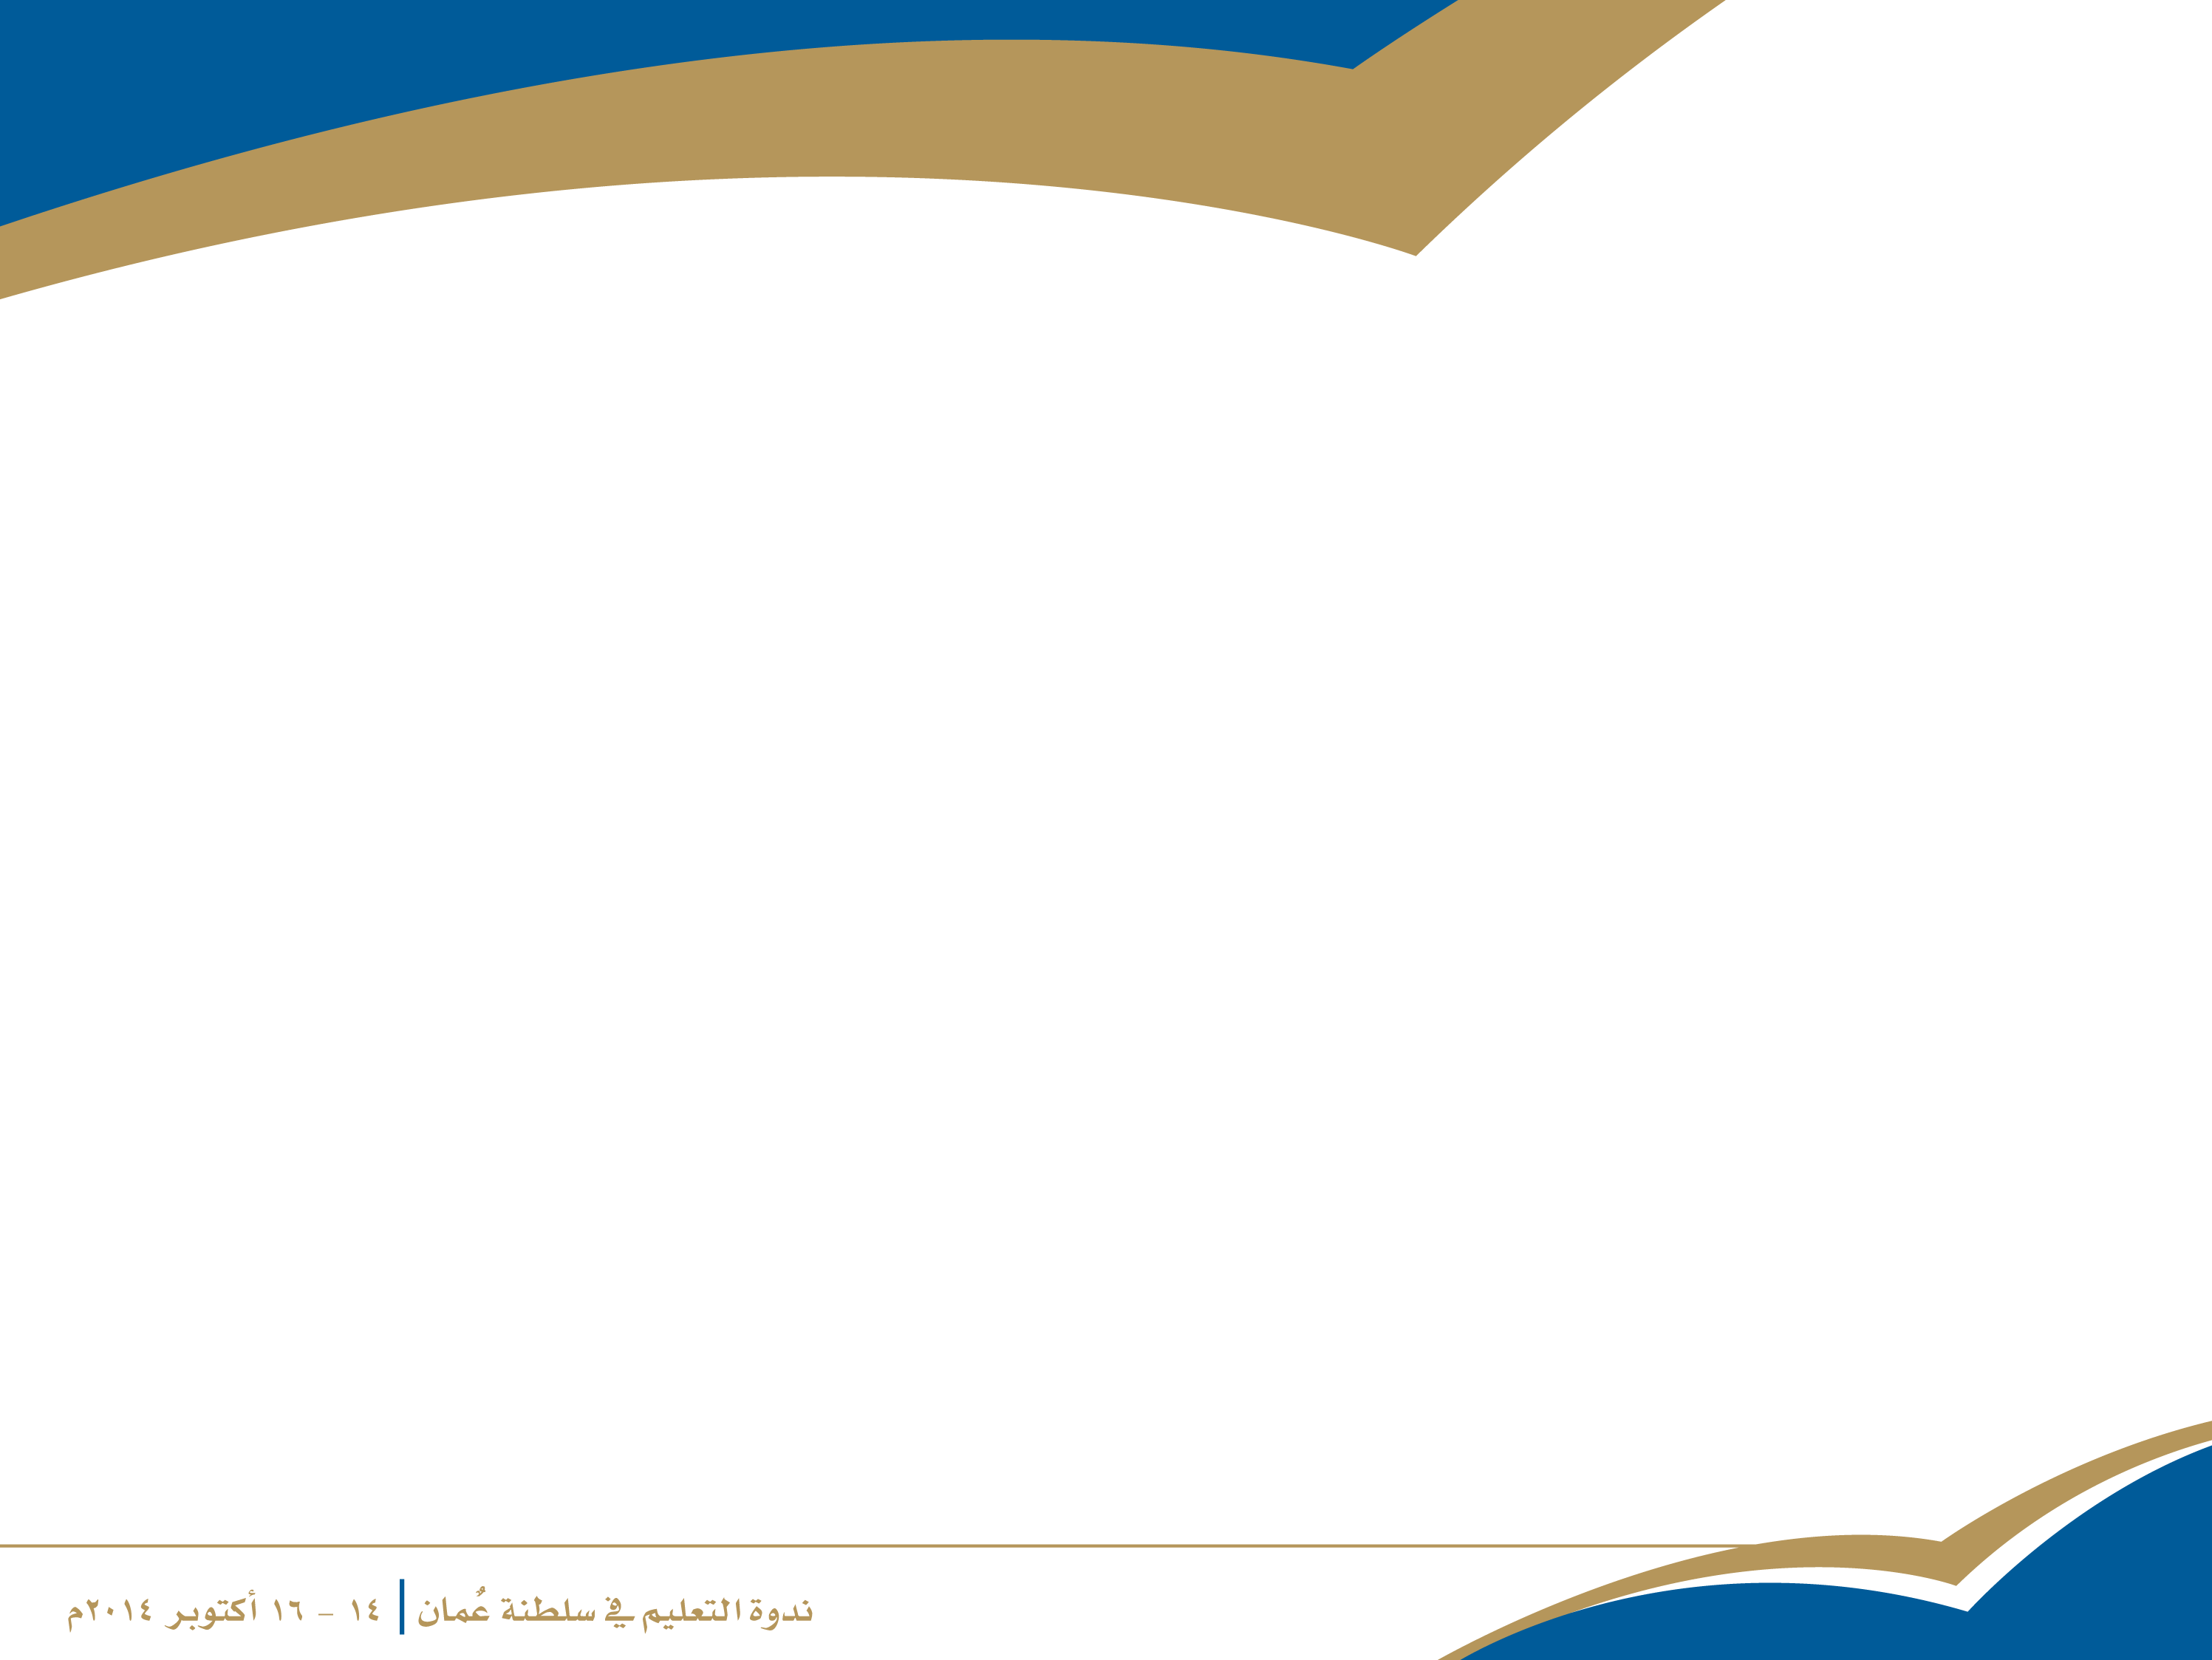 ندوة التعليم في سلطنة عُمان | ١٤ – ١٦ أكتوبر ٢٠١٤م